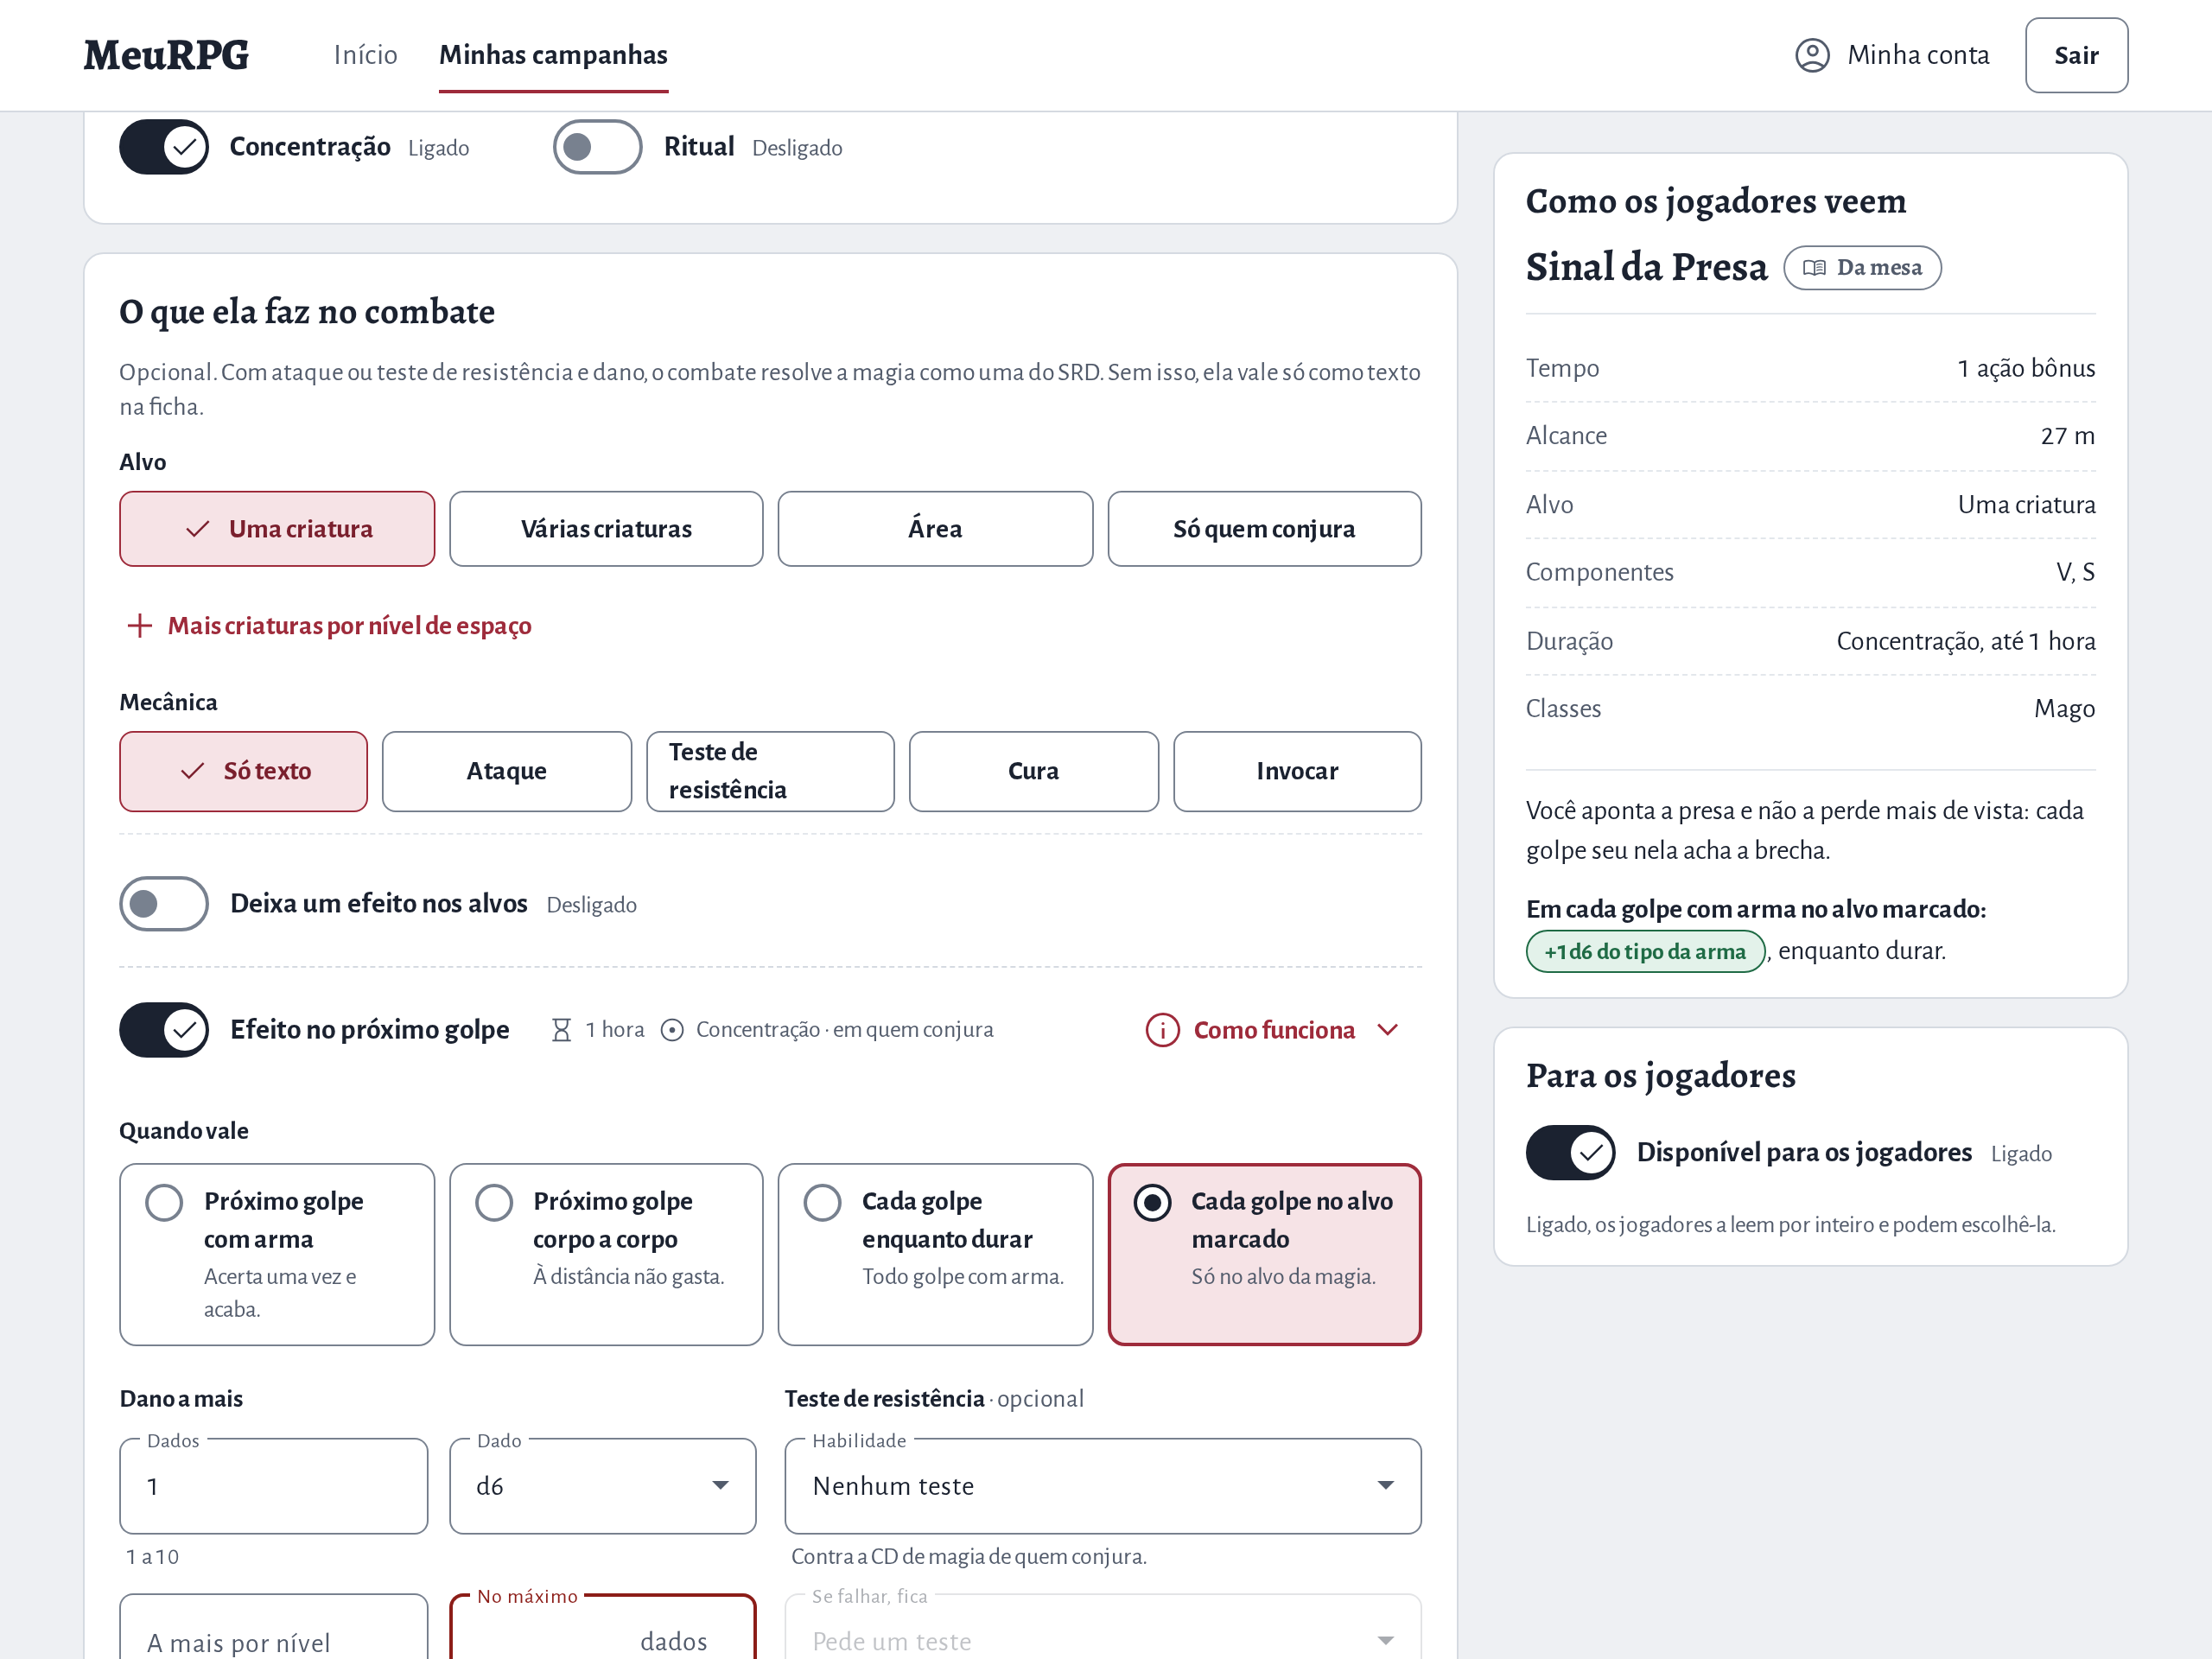 MeuRPG
Início
Minhas campanhas
Minha conta
Sair
Concentração Ligado
Ritual Desligado
O que ela faz no combate
Opcional. Com ataque ou teste de resistência e dano, o combate resolve a magia como uma do SRD. Sem isso, ela vale só como texto
na ficha.
Alvo
Uma criatura
Várias criaturas
Área
Só quem conjura
Mais criaturas por nível de espaço
Mecânica
Só texto
Ataque
Teste de
resistência
Cura
Invocar
Deixa um efeito nos alvos Desligado
Efeito no próximo golpe
1 hora
Concentração · em quem conjura
Como funciona
Quando vale
Próximo golpe
com arma
Acerta uma vez e
acaba.
Próximo golpe
corpo a corpo
À distância não gasta.
Cada golpe
enquanto durar
Todo golpe com arma.
Cada golpe no alvo
marcado
Só no alvo da magia.
Dano a mais
Dados
1
1 a 10
Dado
d6
Teste de resistência · opcional
Habilidade
Nenhum teste
Contra a CD de magia de quem conjura.
A mais por nível
No máximo
dados
Se falhar, fica
Pede um teste
Como os jogadores veem
Sinal da Presa
Da mesa
Tempo 1 ação bônus
Alcance 27 m
Alvo Uma criatura
Componentes V, S
Duração Concentração, até 1 hora
Classes Mago
Você aponta a presa e não a perde mais de vista: cada
golpe seu nela acha a brecha.
Em cada golpe com arma no alvo marcado:
+1d6 do tipo da arma, enquanto durar.
Para os jogadores
Disponível para os jogadores Ligado
Ligado, os jogadores a leem por inteiro e podem escolhê-la.